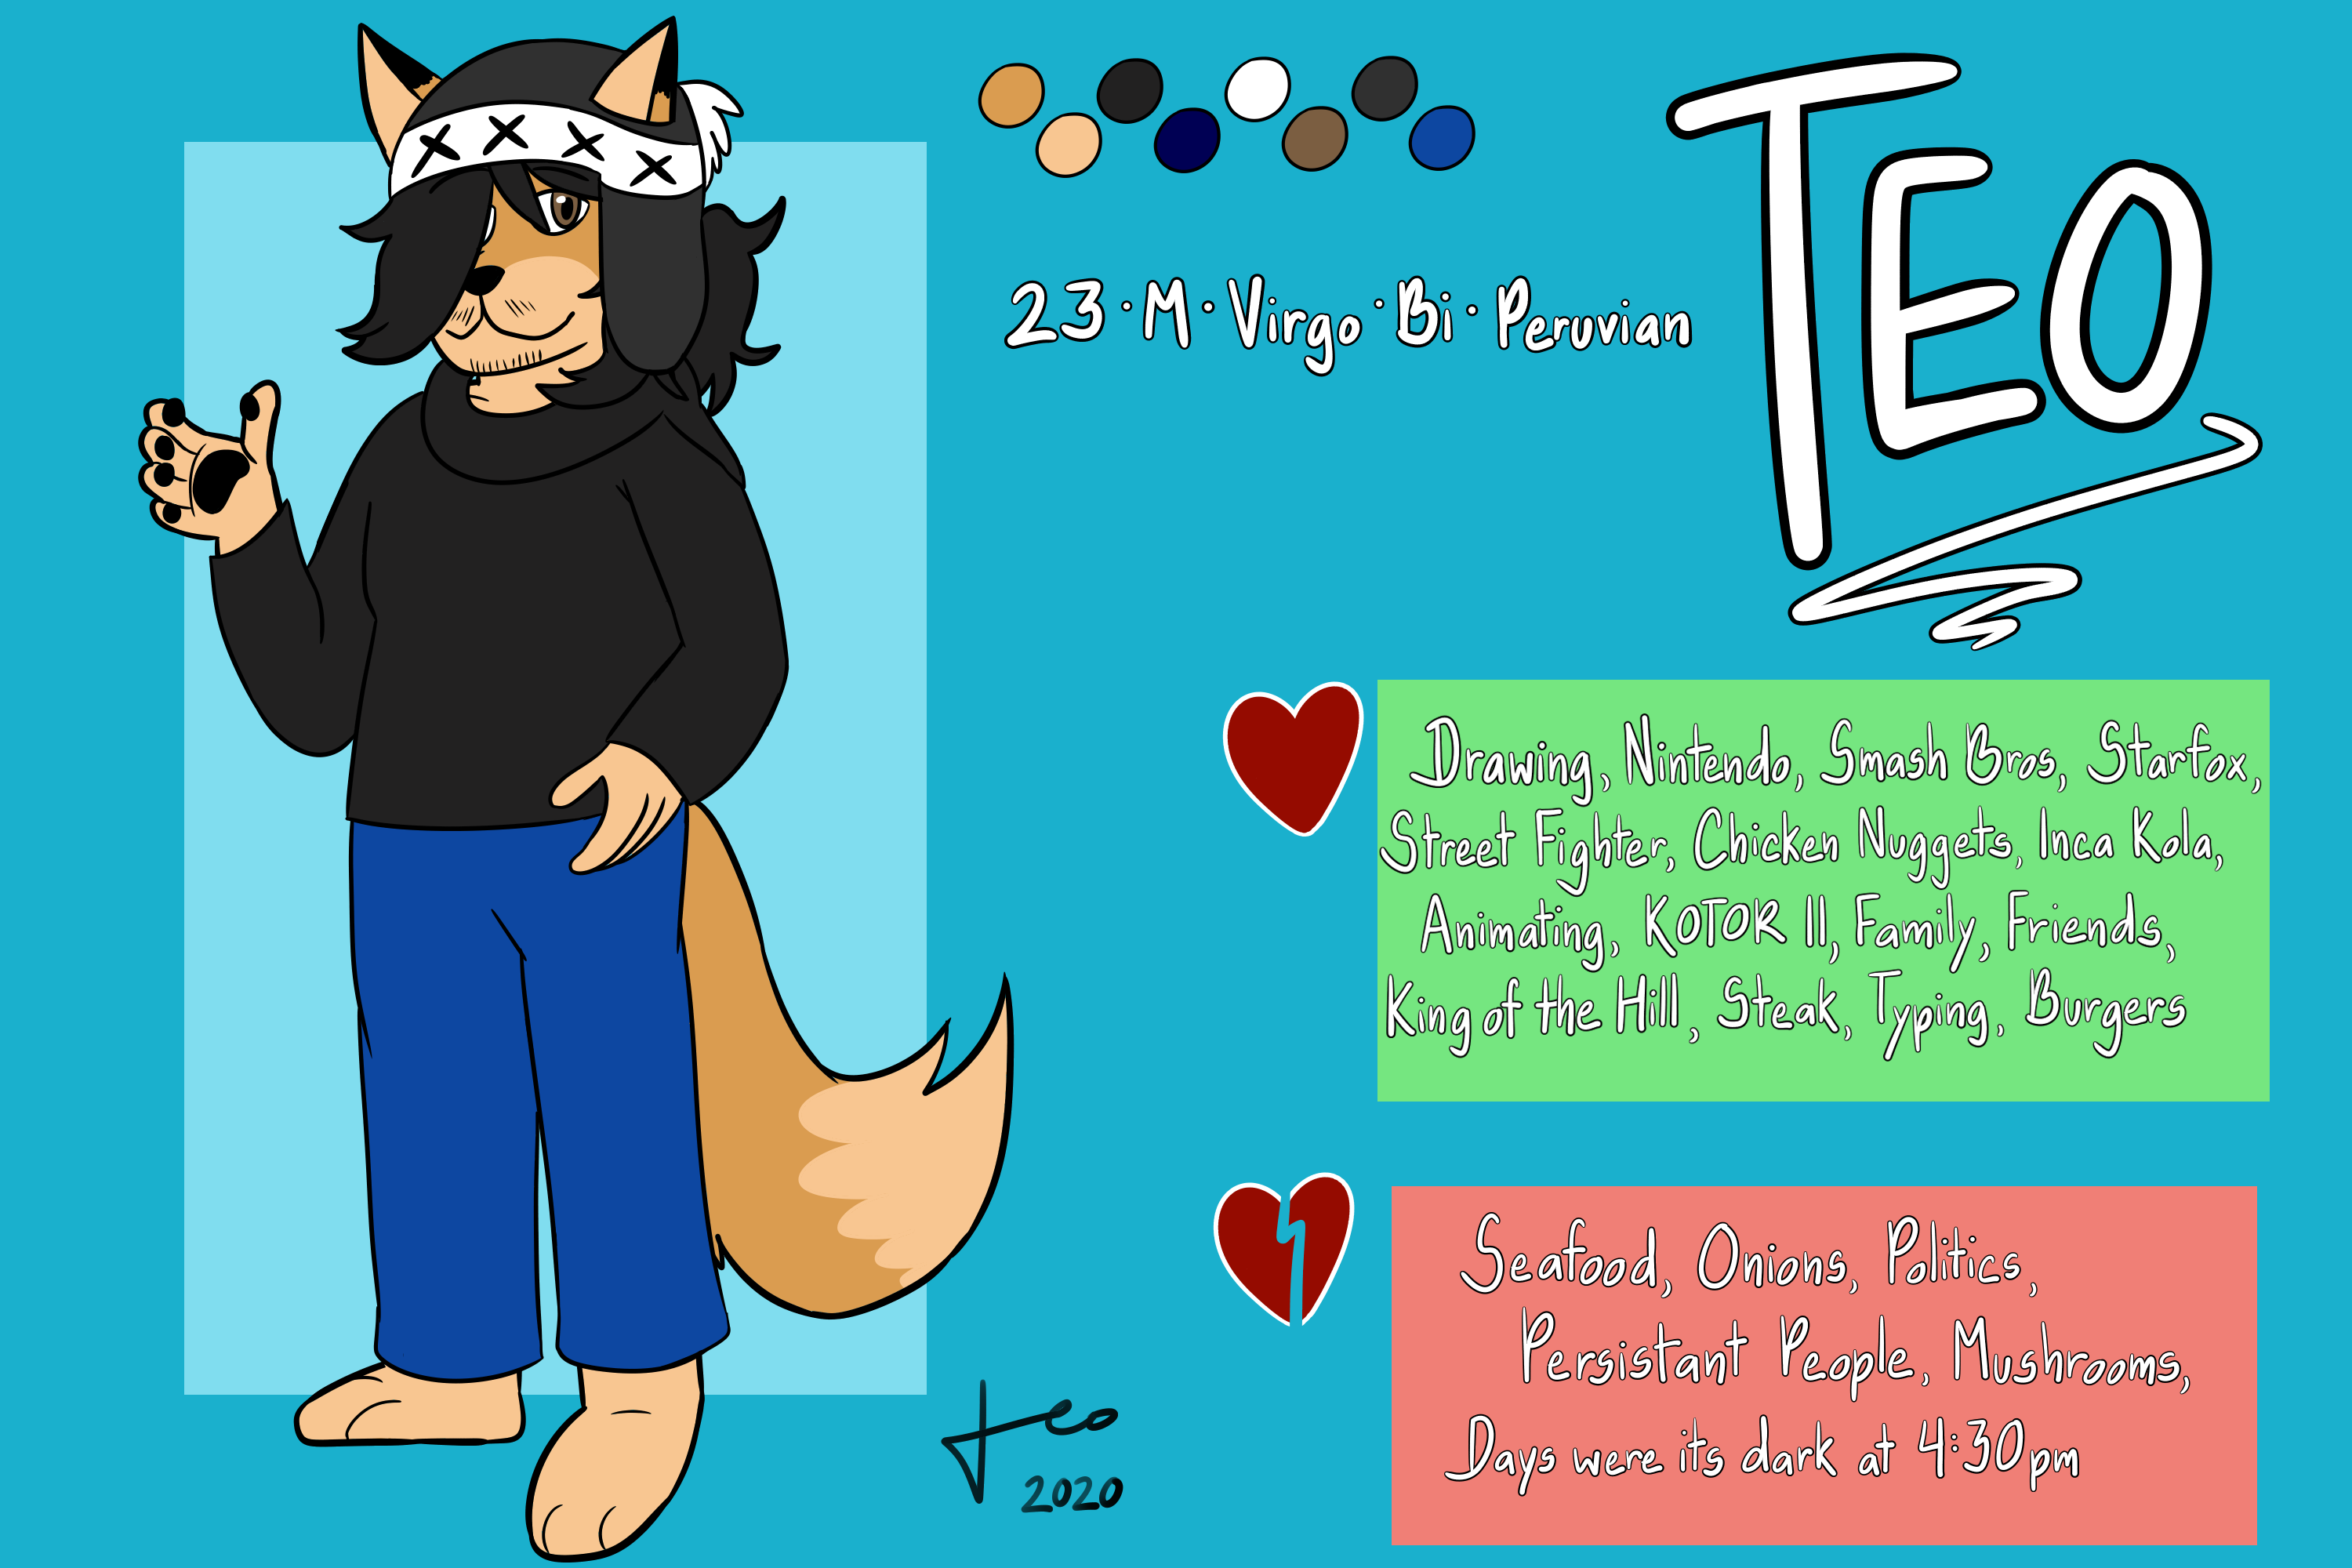 TEO
23·M·Virgo·Bi·Peruvian
Drawing, Nintendo, Smash Bros, Starfox,
Street Fighter, Chicken Nuggets, Inca Kola,
Animating, KOTOR II, Family, Friends,
King of the Hill, Steak, Typing, Burgers
Seafood, Onions, Politics,
Persistant People, Mushrooms,
Days were its dark at 4:30pm
teo
2020